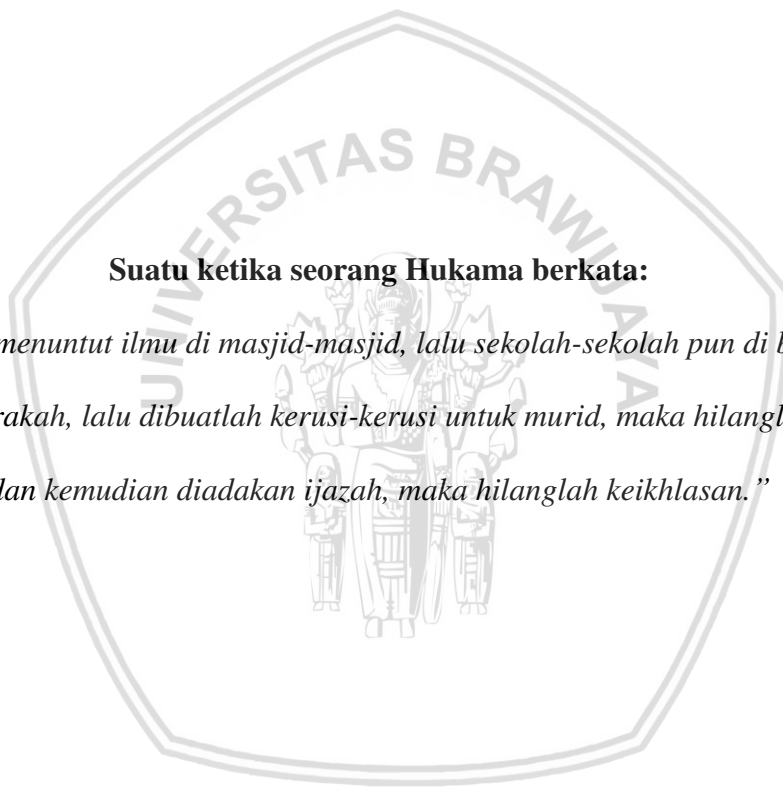 UNIVERSITAS BRAWIJAYA
Suatu ketika seorang Hukama berkata:
menuntut ilmu di masjid-masjid, lalu sekolah-sekolah pun di
rakah, lalu dibuatlah kerusi-kerusi untuk murid, maka
dan kemudian diadakan ijazah, maka hilanglah keikhlasan.”